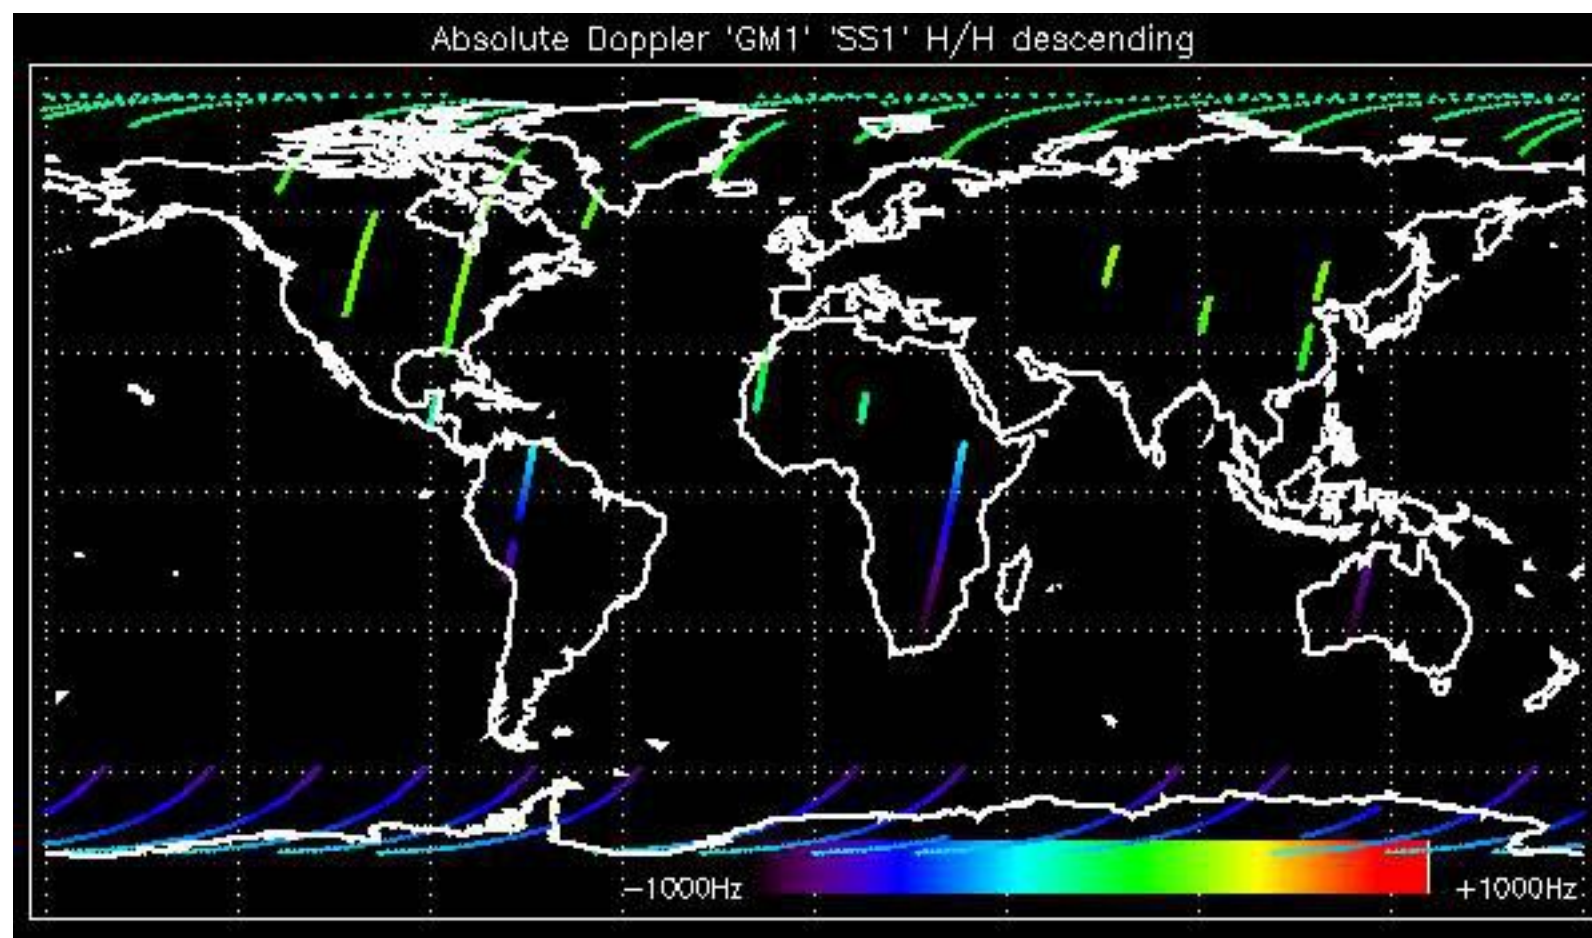 Absolute Doppler 'GM1' 'SS1' H/H descending
−1000Hz
+1000Hz